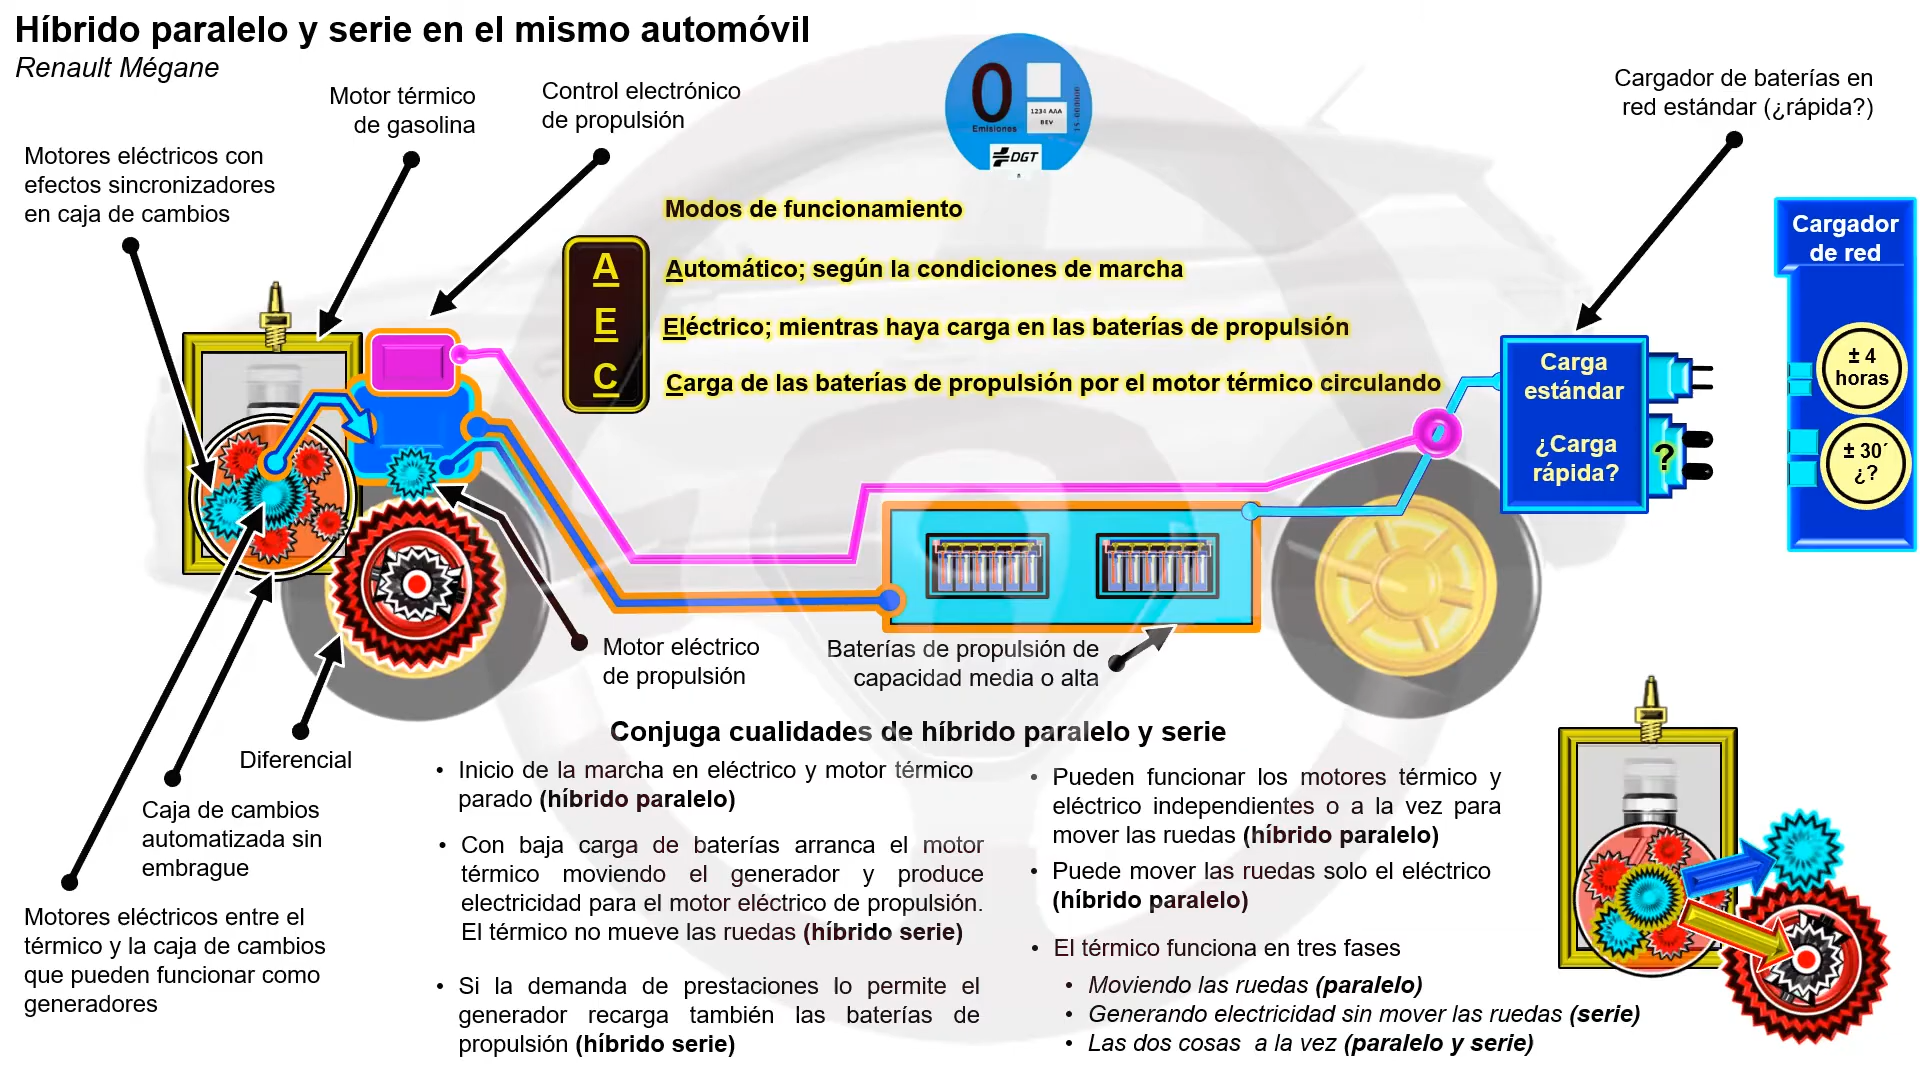 Híbrido paralelo y serie en el mismo automóvil
Renault Mégane
Motor térmico
de gasolina
Control electrónico
de propulsión
Motores eléctricos con
efectos sincronizadores
en caja de cambios
0
Emisiones
1234 AAA
BEV
15-000000
DGT
Cargador de baterías en
red estándar (¿rápida?)
Modos de funcionamiento
A
E
C
Automático; según la condiciones de marcha
Eléctrico; mientras haya carga en las baterías de propulsión
Carga de las baterías de propulsión por el motor térmico circulando
Carga
estándar
¿Carga
rápida?
?
Cargador
de red
± 4
horas
± 30´
¿?
Motor eléctrico
de propulsión
Baterías de propulsión de
capacidad media o alta
Diferencial
Caja de cambios
automatizada sin
embrague
Motores eléctricos entre el
térmico y la caja de cambios
que pueden funcionar como
generadores
Conjuga cualidades de híbrido paralelo y serie
• Inicio de la marcha en eléctrico y motor térmico
parado (híbrido paralelo)
• Con baja carga de baterías arranca el motor
térmico moviendo el generador y produce
electricidad para el motor eléctrico de propulsión.
El térmico no mueve las ruedas (híbrido serie)
• Si la demanda de prestaciones lo permite el
generador recarga también las baterías de
propulsión (híbrido serie)
• Pueden funcionar los motores térmico y
eléctrico independientes o a la vez para
mover las ruedas (híbrido paralelo)
• Puede mover las ruedas solo el eléctrico
(híbrido paralelo)
• El térmico funciona en tres fases
• Moviendo las ruedas (paralelo)
• Generando electricidad sin mover las ruedas (serie)
• Las dos cosas a la vez (paralelo y serie)